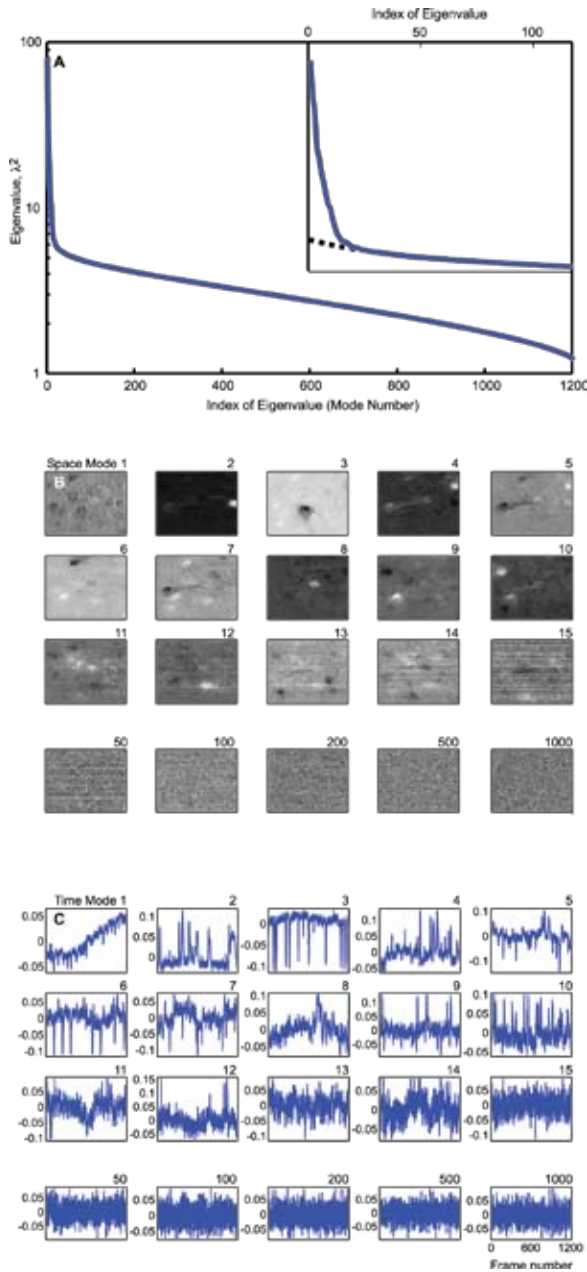 Index of Eigenvalue
0 50 100
100
A
Eigenvalue, λ²
10
1
0 200 400 600 800 1000 1200
Index of Eigenvalue (Mode Number)
Space Mode 1 2 3 4 5
B
6 7 8 9 10
11 12 13 14 15
50 100 200 500 1000
Time Mode 1 2 3 4 5
C
0.05 0.1 0 0.1 0.1
0 0.05 -0.05 0.05 0
-0.05 0 -0.1 0 -0.1
-0.05
6 7 8 9 10
0.05 0.05 0.1 0.1 0.1
0 0 0.05 0 0.05
-0.05 -0.05 0 -0.1 0
-0.1 -0.1 -0.05 -0.05
11 12 13 14 15
0.05 0.15 0.05 0.05 0.05
0 0.1 0 0 0
-0.05 0.05 -0.05 -0.05 -0.05
-0.1 0 -0.1
-0.05
50 100 200 500 1000
0.05 0.05 0.05 0.05 0.05
0 0 0 0 0
-0.05 -0.05 -0.05 -0.05 -0.05
0 600 1200
Frame number